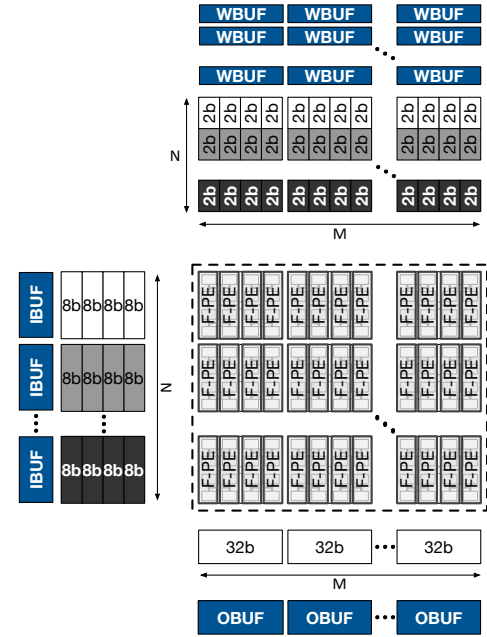 WBUF WBUF WBUF
WBUF WBUF WBUF
WBUF WBUF WBUF
2b 2b 2b 2b 2b 2b 2b 2b 2b 2b 2b 2b
2b 2b 2b 2b 2b 2b 2b 2b 2b 2b 2b 2b
N
2b 2b 2b 2b 2b 2b 2b 2b 2b 2b 2b 2b
M
IBUF 8b 8b 8b 8b F-PE F-PE F-PE F-PE F-PE F-PE F-PE F-PE F-PE F-PE F-PE F-PE
IBUF 8b 8b 8b 8b N F-PE F-PE F-PE F-PE F-PE F-PE F-PE F-PE F-PE F-PE F-PE F-PE
IBUF 8b 8b 8b 8b F-PE F-PE F-PE F-PE F-PE F-PE F-PE F-PE F-PE F-PE F-PE F-PE
32b 32b 32b
M
OBUF OBUF OBUF